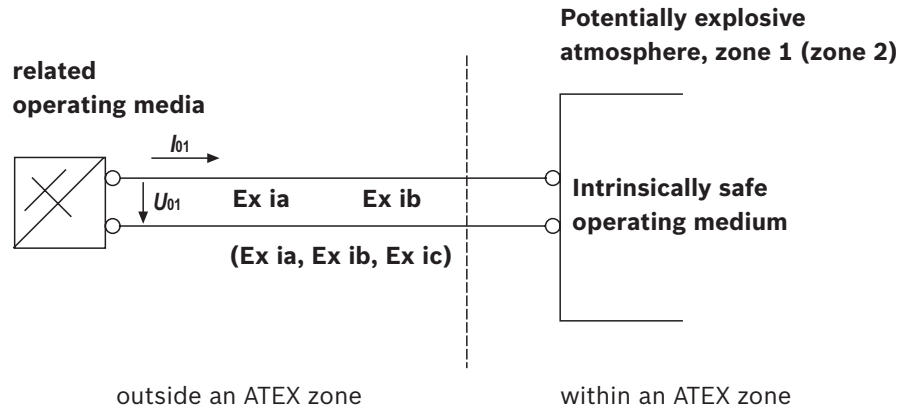 Potentially explosive
atmosphere, zone 1 (zone 2)
related
operating media
I01
U01
Ex ia
Ex ib
(Ex ia, Ex ib, Ex ic)
Intrinsically safe
operating medium
outside an ATEX zone
within an ATEX zone